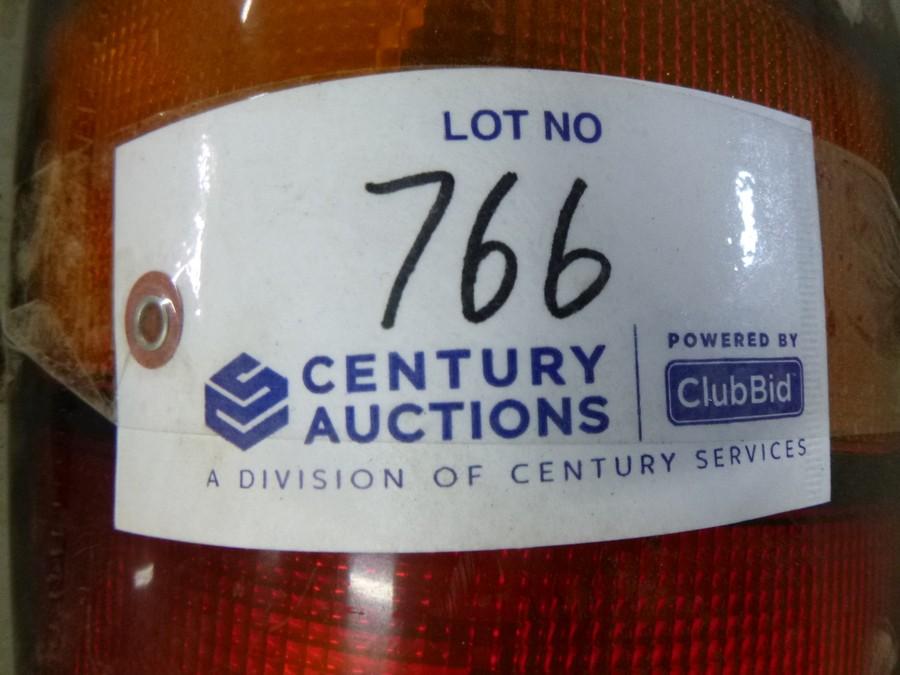 LOT NO
766
CENTURY
AUCTIONS
POWERED BY
ClubBid
A DIVISION OF CENTURY SERVICES